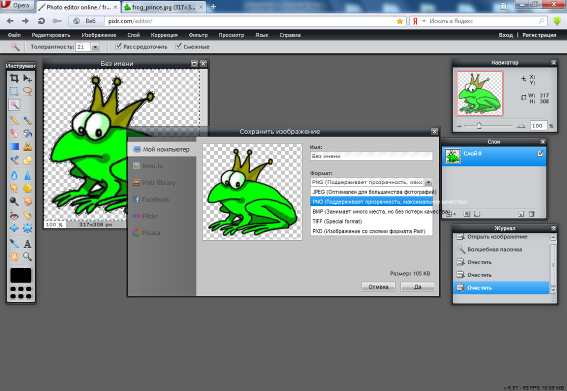 Opera
Photo editor online / fr...
frog_prince.jpg (317×3...
Веб
pixlr.com/editor/
Искать в Яндекс
Файл Редактировать Изображение Слой Коррекция Фильтр Просмотр Язык Справка
Вход | Регистрация
Толерантность: 21
Рассредоточить
Смежные
Инструмен
Без имени
100 %
317x308 px
Навигатор
X:
Y:
W: 317
H: 308
100 %
Слои
Слой 0
Журнал
Открыть изображение
Волшебная палочка
Очистить
Очистить
Очистить
Сохранить изображение
Мой компьютер
imm.io
Pixlr library
Facebook
Flickr
Picasa
Имя:
Без имени
Формат:
PNG (Поддерживает прозрачность, макс
JPEG (Оптимален для большинства фотографий)
PNG (Поддерживает прозрачность, максимальное качество)
BMP (Занимает много места, но без потери качества)
TIFF (Special format)
PXD (Изображение со слоями формата Pixlr)
Размер: 105 KB
Отмена
Да